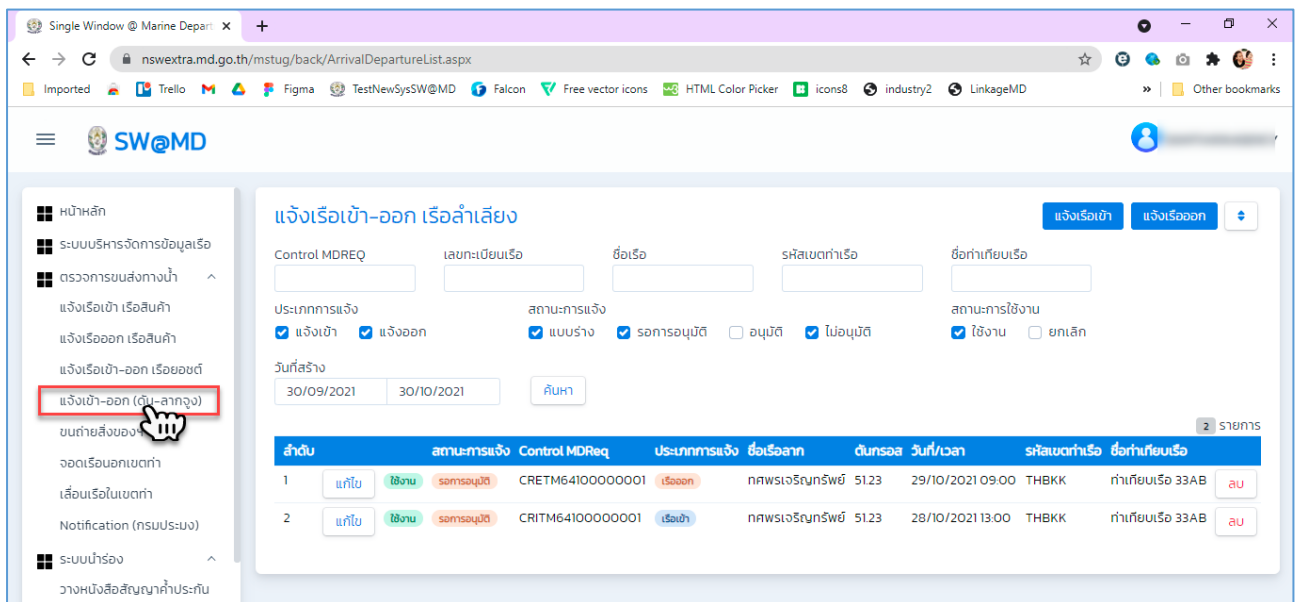 Single Window @ Marine Depart
nswextra.md.go.th/mstug/back/ArrivalDepartureList.aspx
Imported Trello Figma TestNewSysSW@MD Falcon Free vector icons HTML Color Picker icons8 industry2 LinkageMD » Other bookmarks
SW@MD
หน้าหลัก
ระบบบริหารจัดการข้อมูลเรือ
ตรวจการขนส่งทางน้ำ
แจ้งเรือเข้า เรือสินค้า
แจ้งเรือออก เรือสินค้า
แจ้งเรือเข้า-ออก เรือยอชต์
แจ้งเข้า-ออก (ดัน-ลากจูง)
ขนถ่ายสิ่งของ
จอดเรือนอกเขตท่า
เลื่อนเรือในเขตท่า
Notification (กรมประมง)
ระบบนำร่อง
วางหนังสือสัญญาค้ำประกัน
แจ้งเรือเข้า-ออก เรือลำเลียง
แจ้งเรือเข้า แจ้งเรือออก
Control MDREQ เลขทะเบียนเรือ ชื่อเรือ รหัสเขตท่าเรือ ชื่อท่าเทียบเรือ
ประเภทการแจ้ง สถานะการแจ้ง สถานะการใช้งาน
แจ้งเข้า แจ้งออก แบบร่าง รอการอนุมัติ อนุมัติ ไม่อนุมัติ ใช้งาน ยกเลิก
วันที่สร้าง
30/09/2021 30/10/2021 ค้นหา
2 รายการ
ลำดับ สถานะการแจ้ง Control MDReq ประเภทการแจ้ง ชื่อเรือลาก ตันกรอส วันที่/เวลา รหัสเขตท่าเรือ ชื่อท่าเทียบเรือ
1 แก้ไข ใช้งาน รอการอนุมัติ CRETM64100000001 เรือออก ทศพรเจริญทรัพย์ 51.23 29/10/2021 09:00 THBKK ท่าเทียบเรือ 33AB ลบ
2 แก้ไข ใช้งาน รอการอนุมัติ CRITM64100000001 เรือเข้า ทศพรเจริญทรัพย์ 51.23 28/10/2021 13:00 THBKK ท่าเทียบเรือ 33AB ลบ